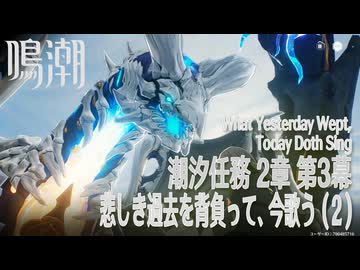 鳴潮
What Yesterday Wept,
Today Doth Sing
潮汐任務 2章 第3幕
悲しき過去を背負って、今歌う(2)